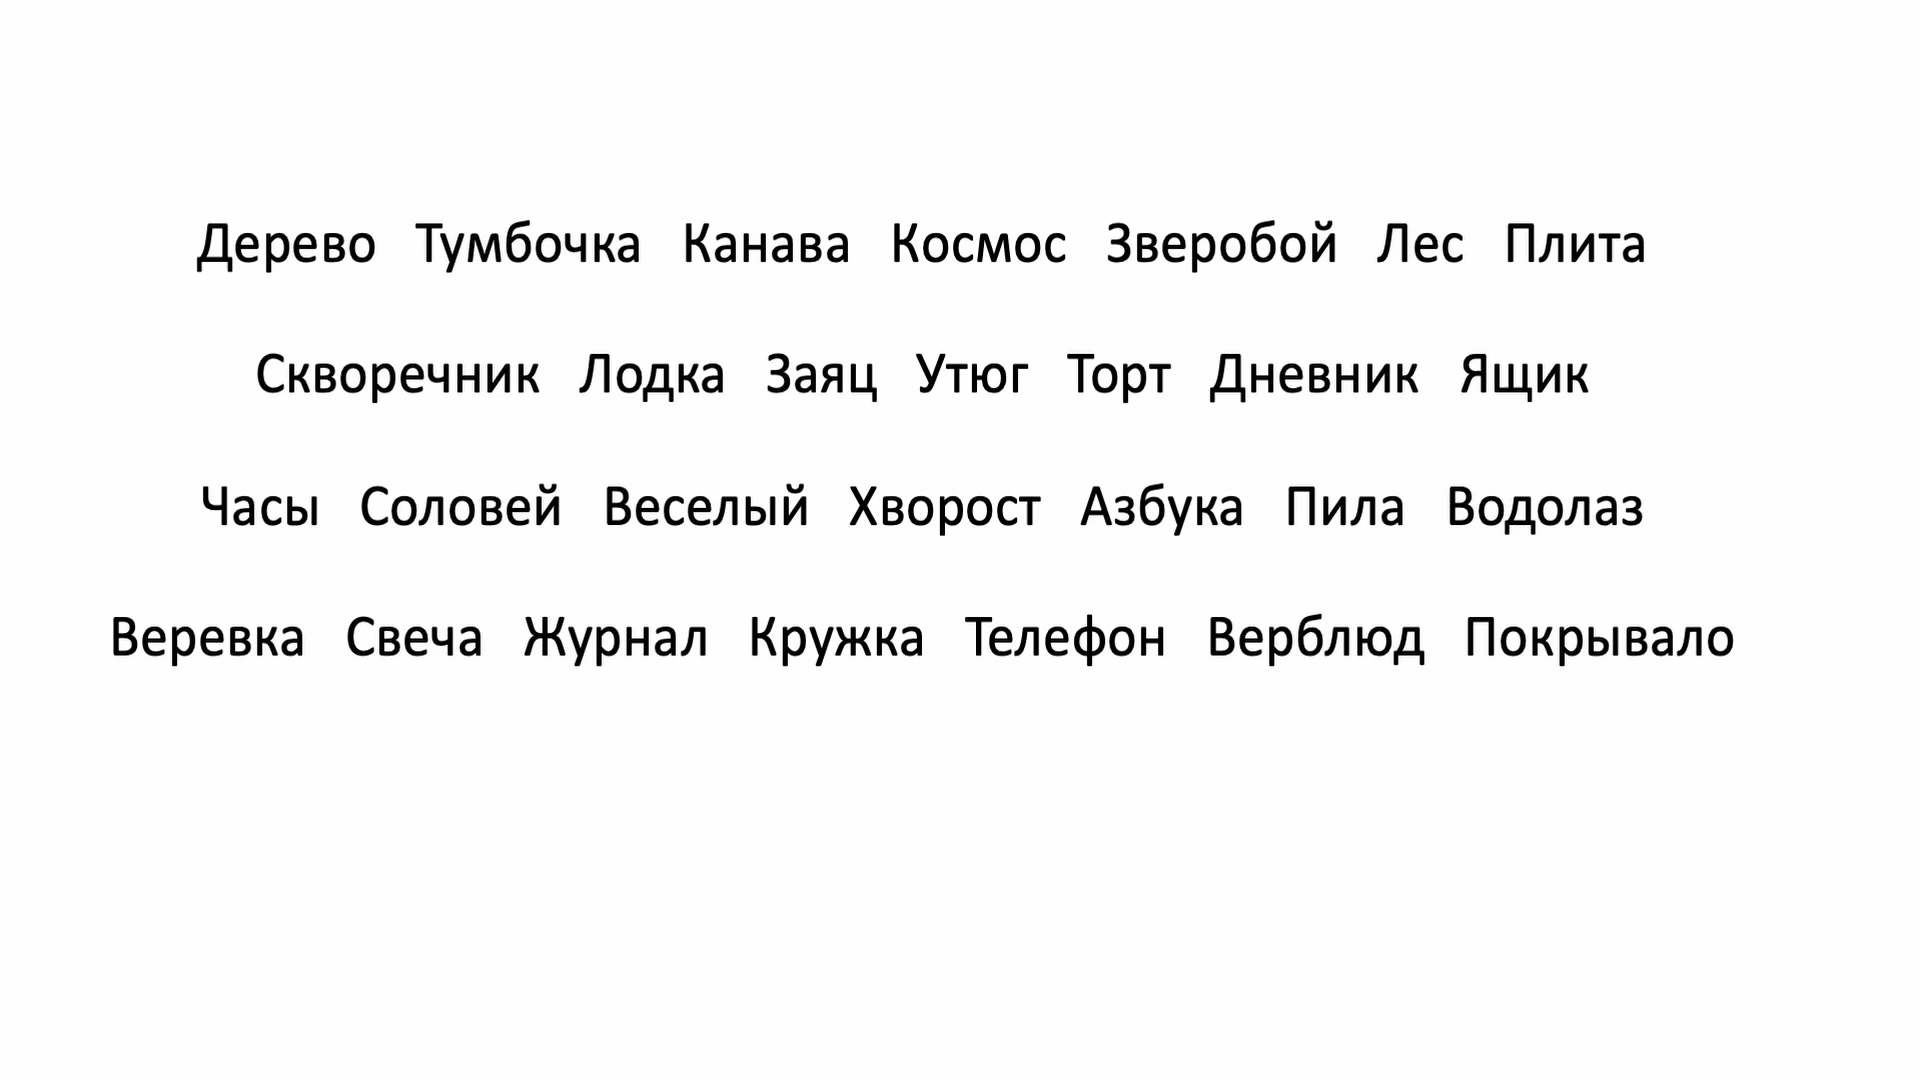 Дерево Тумбочка Канава Космос Зверобой Лес Плита
Скворечник Лодка Заяц Утюг Торт Дневник Ящик
Часы Соловей Веселый Хворост Азбука Пила Водолаз
Веревка Свеча Журнал Кружка Телефон Верблюд Покрывало